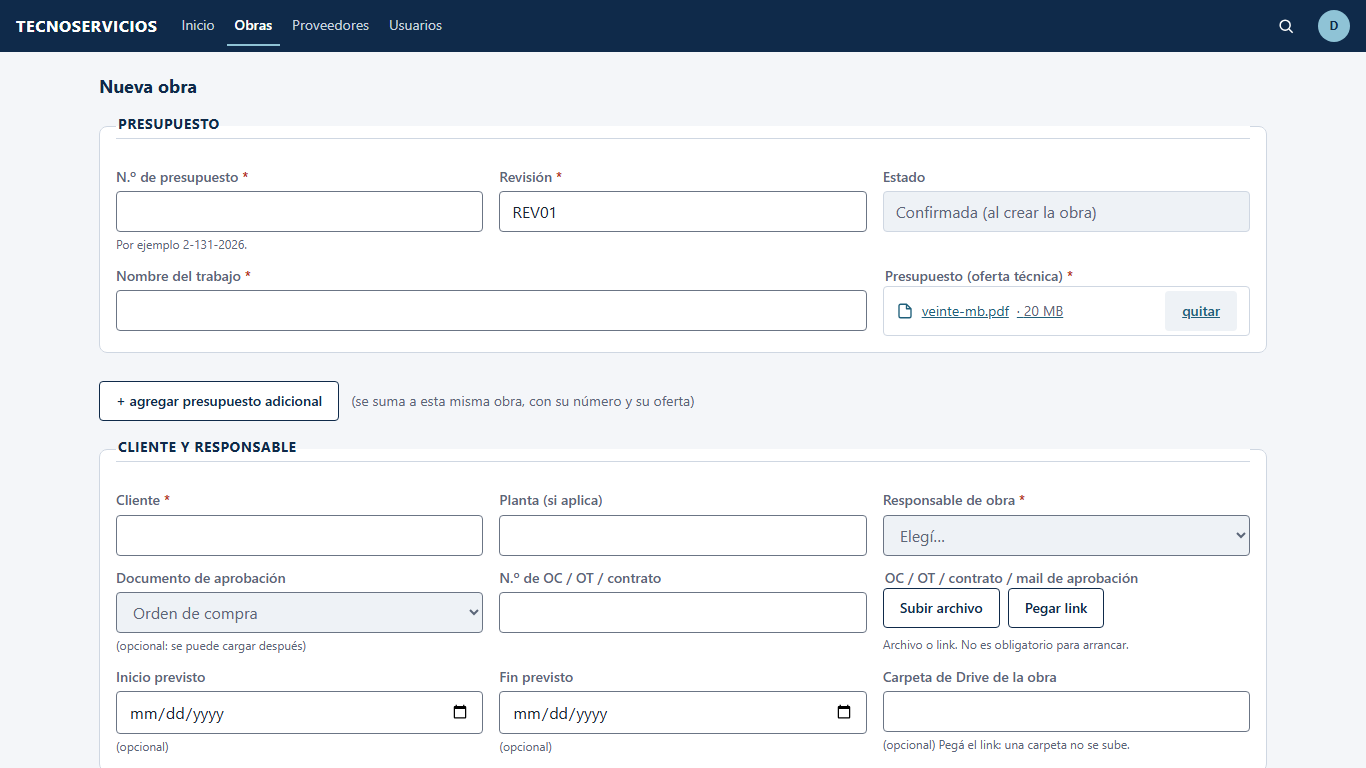 TECNOSERVICIOS Inicio Obras Proveedores Usuarios D
Nueva obra
PRESUPUESTO
N.º de presupuesto * Revisión * Estado
REV01 Confirmada (al crear la obra)
Por ejemplo 2-131-2026.
Nombre del trabajo * Presupuesto (oferta técnica) *
veinte-mb.pdf · 20 MB quitar
+ agregar presupuesto adicional (se suma a esta misma obra, con su número y su oferta)
CLIENTE Y RESPONSABLE
Cliente * Planta (si aplica) Responsable de obra *
Elegí...
Documento de aprobación N.º de OC / OT / contrato OC / OT / contrato / mail de aprobación
Orden de compra Subir archivo Pegar link
(opcional: se puede cargar después) Archivo o link. No es obligatorio para arrancar.
Inicio previsto Fin previsto Carpeta de Drive de la obra
mm/dd/yyyy mm/dd/yyyy
(opcional) (opcional) (opcional) Pegá el link: una carpeta no se sube.